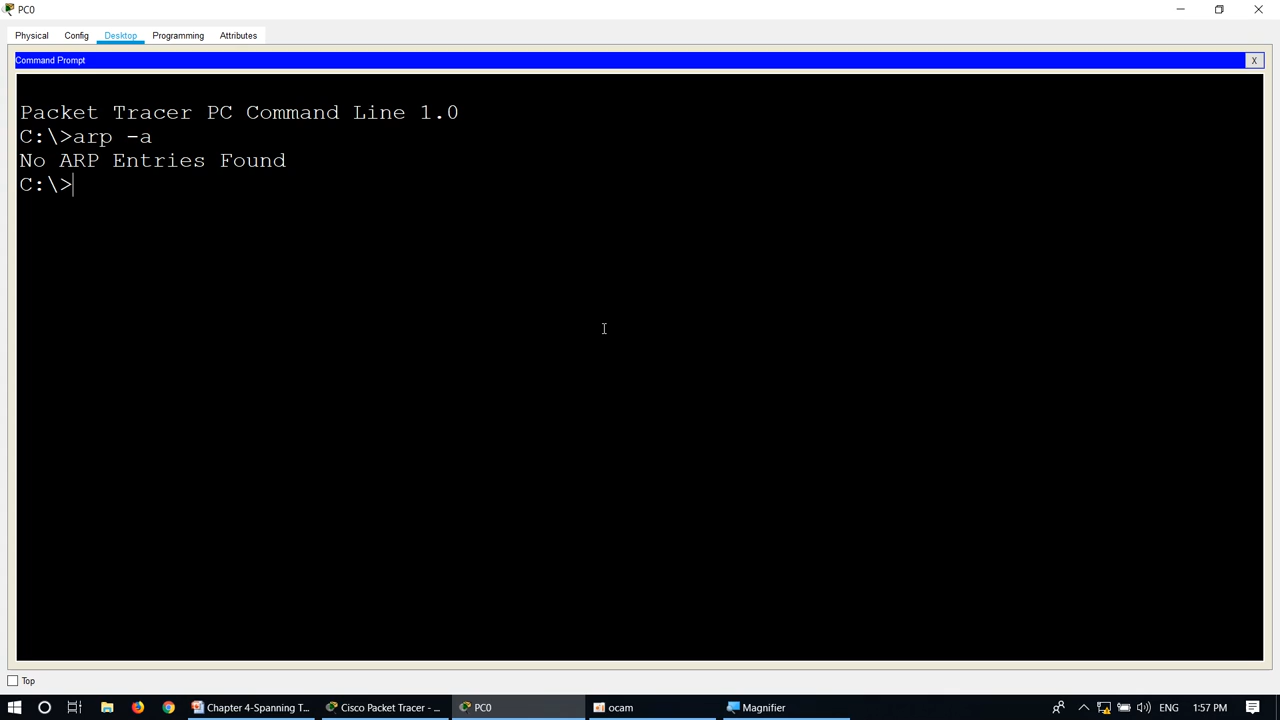 PC0
Physical Config Desktop Programming Attributes
Command Prompt
X
Packet Tracer PC Command Line 1.0
C:\>arp -a
No ARP Entries Found
C:\>
Top
Chapter 4-Spanning T... Cisco Packet Tracer - ... PC0 ocam Magnifier ENG 1:57 PM